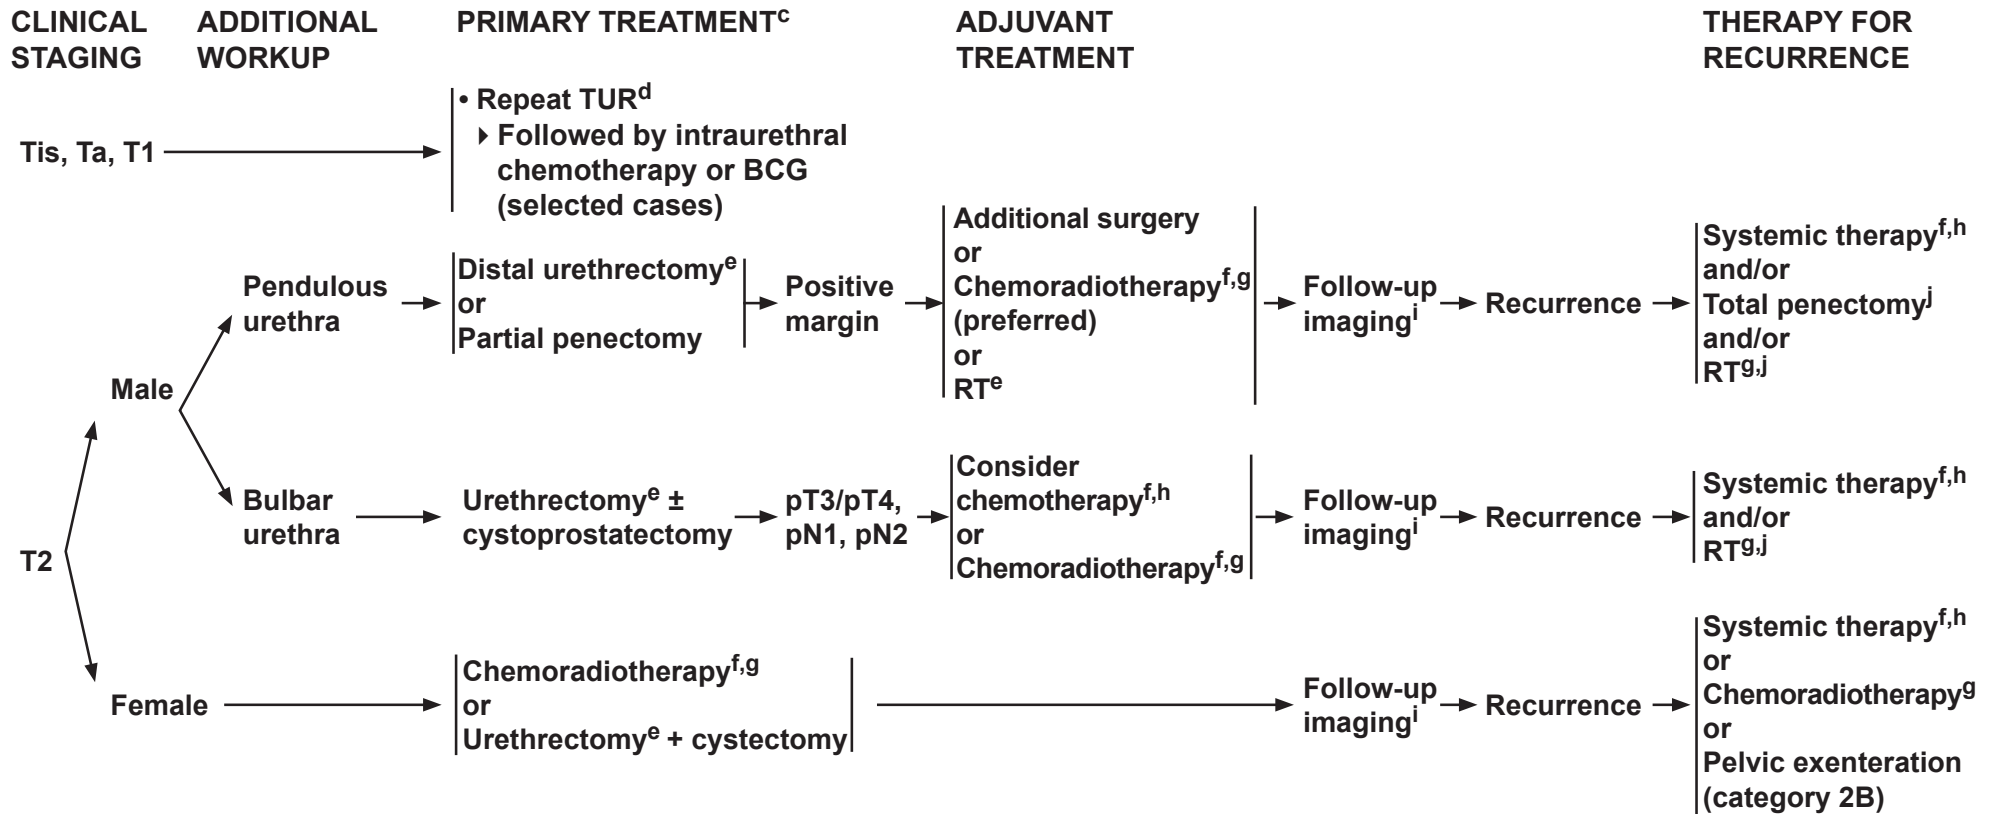 CLINICAL STAGING
ADDITIONAL WORKUP
PRIMARY TREATMENTc
ADJUVANT TREATMENT
THERAPY FOR RECURRENCE
Tis, Ta, T1
• Repeat TURd
Followed by intraurethral
chemotherapy or BCG
(selected cases)
T2
Male
Pendulous
urethra
Distal urethrectomye
or
Partial penectomy
Positive
margin
Additional surgery
or
Chemoradiotherapyf,g
(preferred)
or
RTe
Follow-up
imagingi
Recurrence
Systemic therapyf,h
and/or
Total penectomyj
and/or
RTg,j
Bulbar
urethra
Urethrectomye ±
cystoprostatectomy
pT3/pT4,
pN1, pN2
Consider
chemotherapyf,h
or
Chemoradiotherapyf,g
Follow-up
imagingi
Recurrence
Systemic therapyf,h
and/or
RTg,j
Female
Chemoradiotherapyf,g
or
Urethrectomye + cystectomy
Follow-up
imagingi
Recurrence
Systemic therapyf,h
or
Chemoradiotherapyg
or
Pelvic exenteration
(category 2B)